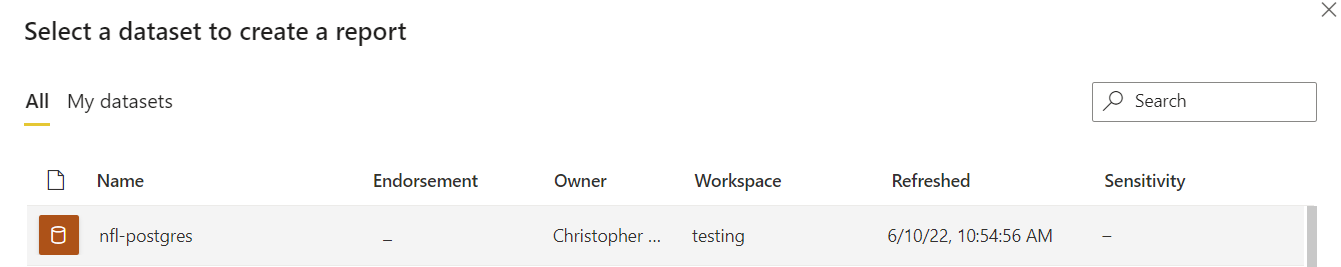 Select a dataset to create a report
All My datasets Search
Name Endorsement Owner Workspace Refreshed Sensitivity
nfl-postgres – Christopher ... testing 6/10/22, 10:54:56 AM –